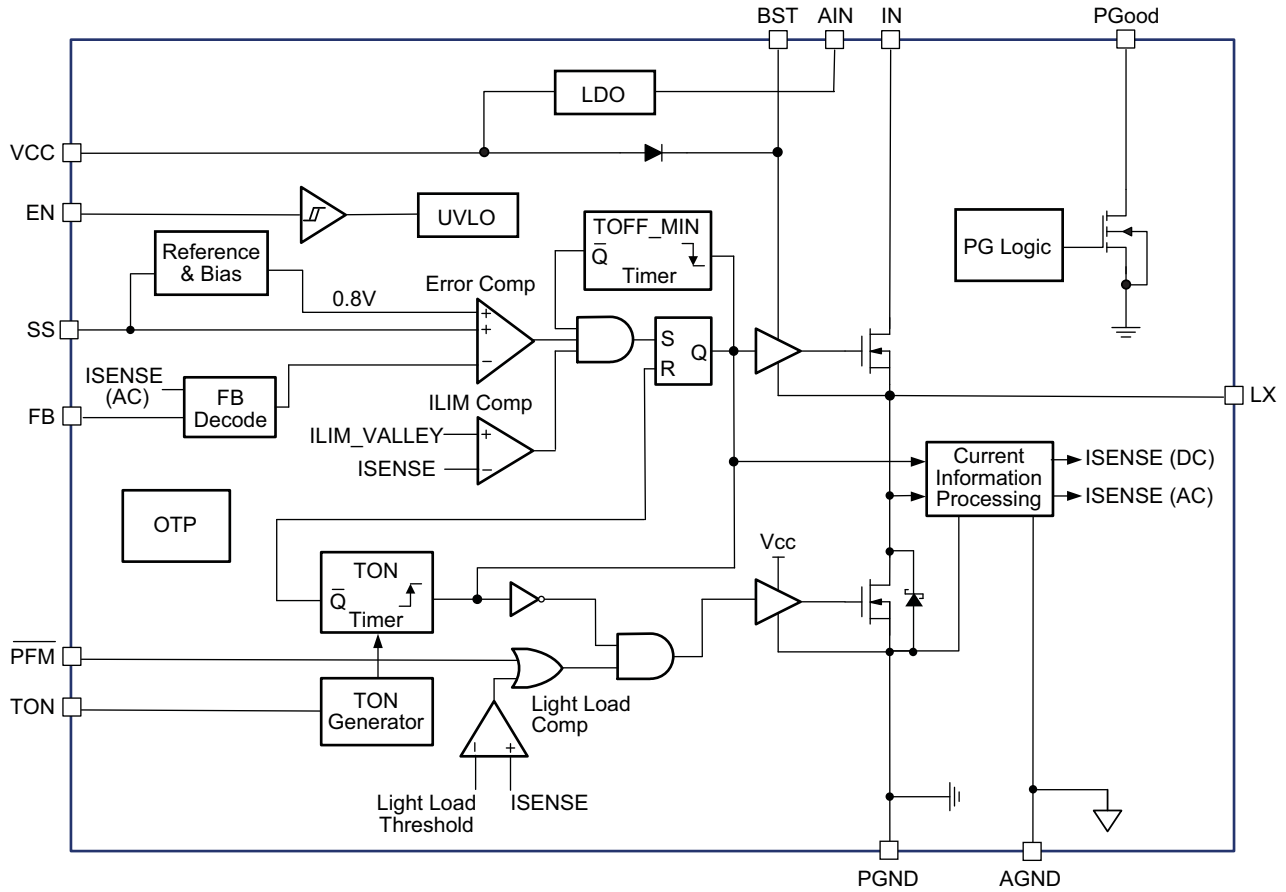 BST AIN IN PGood
LDO
VCC
EN
UVLO
TOFF_MIN
Q̅
Timer
PG Logic
Reference
& Bias
Error Comp
0.8V
+
+
−
SS
S
R
Q
ISENSE
(AC)
FB
Decode
FB
ILIM Comp
ILIM_VALLEY
+
ISENSE
−
LX
Current
Information
Processing
ISENSE (DC)
ISENSE (AC)
OTP
Vcc
TON
Q̅
Timer
P̅F̅M̅
TON
TON
Generator
Light Load
Comp
− +
Light Load
Threshold
ISENSE
PGND AGND